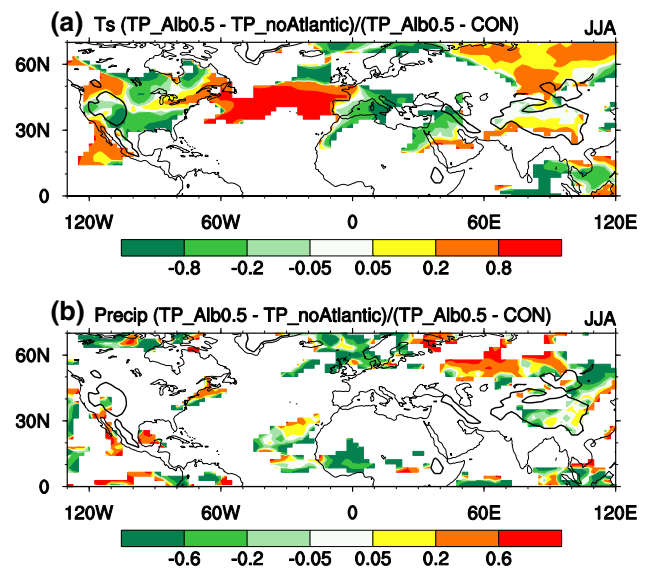 (a) Ts (TP_Alb0.5 - TP_noAtlantic)/(TP_Alb0.5 - CON) JJA
60N
30N
0
120W 60W 0 60E 120E
-0.8 -0.2 -0.05 0.05 0.2 0.8
(b) Precip (TP_Alb0.5 - TP_noAtlantic)/(TP_Alb0.5 - CON) JJA
60N
30N
0
120W 60W 0 60E 120E
-0.6 -0.2 -0.05 0.05 0.2 0.6